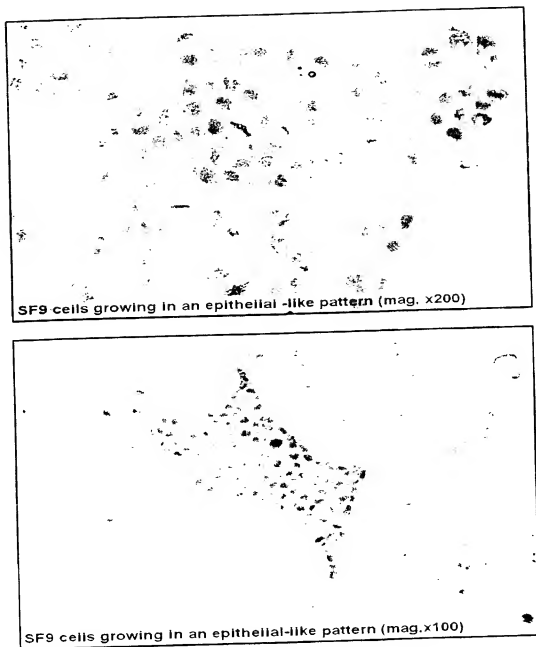 SF9 cells growing in an epithelial -like pattern (mag. x200)
SF9 cells growing in an epithelial-like pattern (mag.x100)